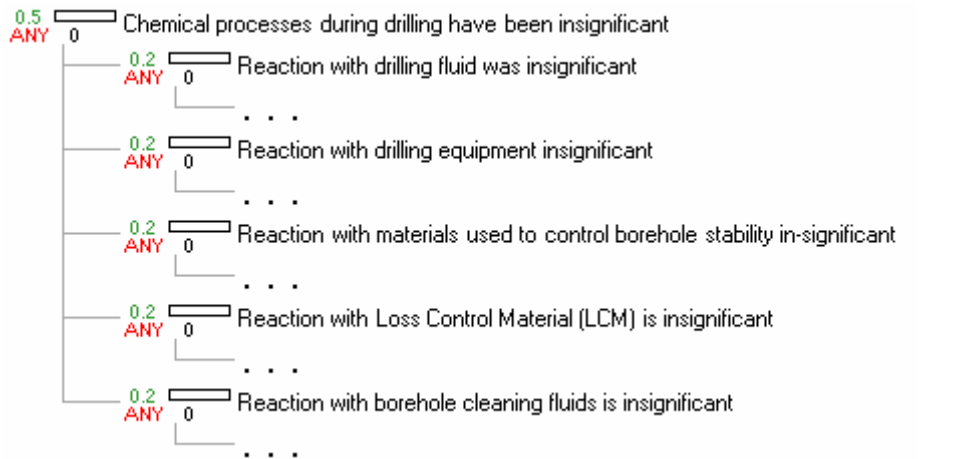 0.5 Chemical processes during drilling have been insignificant
ANY 0
0.2 Reaction with drilling fluid was insignificant
ANY 0
. . .
0.2 Reaction with drilling equipment insignificant
ANY 0
. . .
0.2 Reaction with materials used to control borehole stability in-significant
ANY 0
. . .
0.2 Reaction with Loss Control Material (LCM) is insignificant
ANY 0
. . .
0.2 Reaction with borehole cleaning fluids is insignificant
ANY 0
. . .